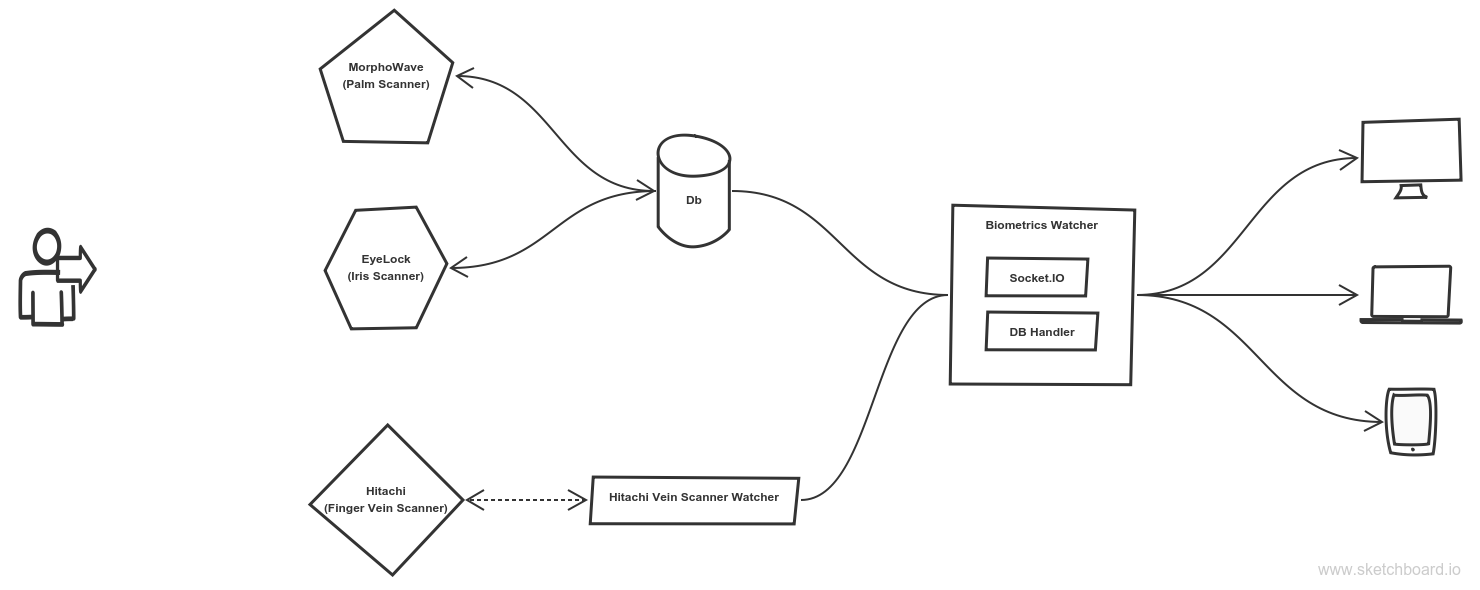 MorphoWave
(Palm Scanner)
Db
Biometrics Watcher
EyeLock
(Iris Scanner)
Socket.IO
DB Handler
Hitachi
(Finger Vein Scanner)
Hitachi Vein Scanner Watcher
www.sketchboard.io